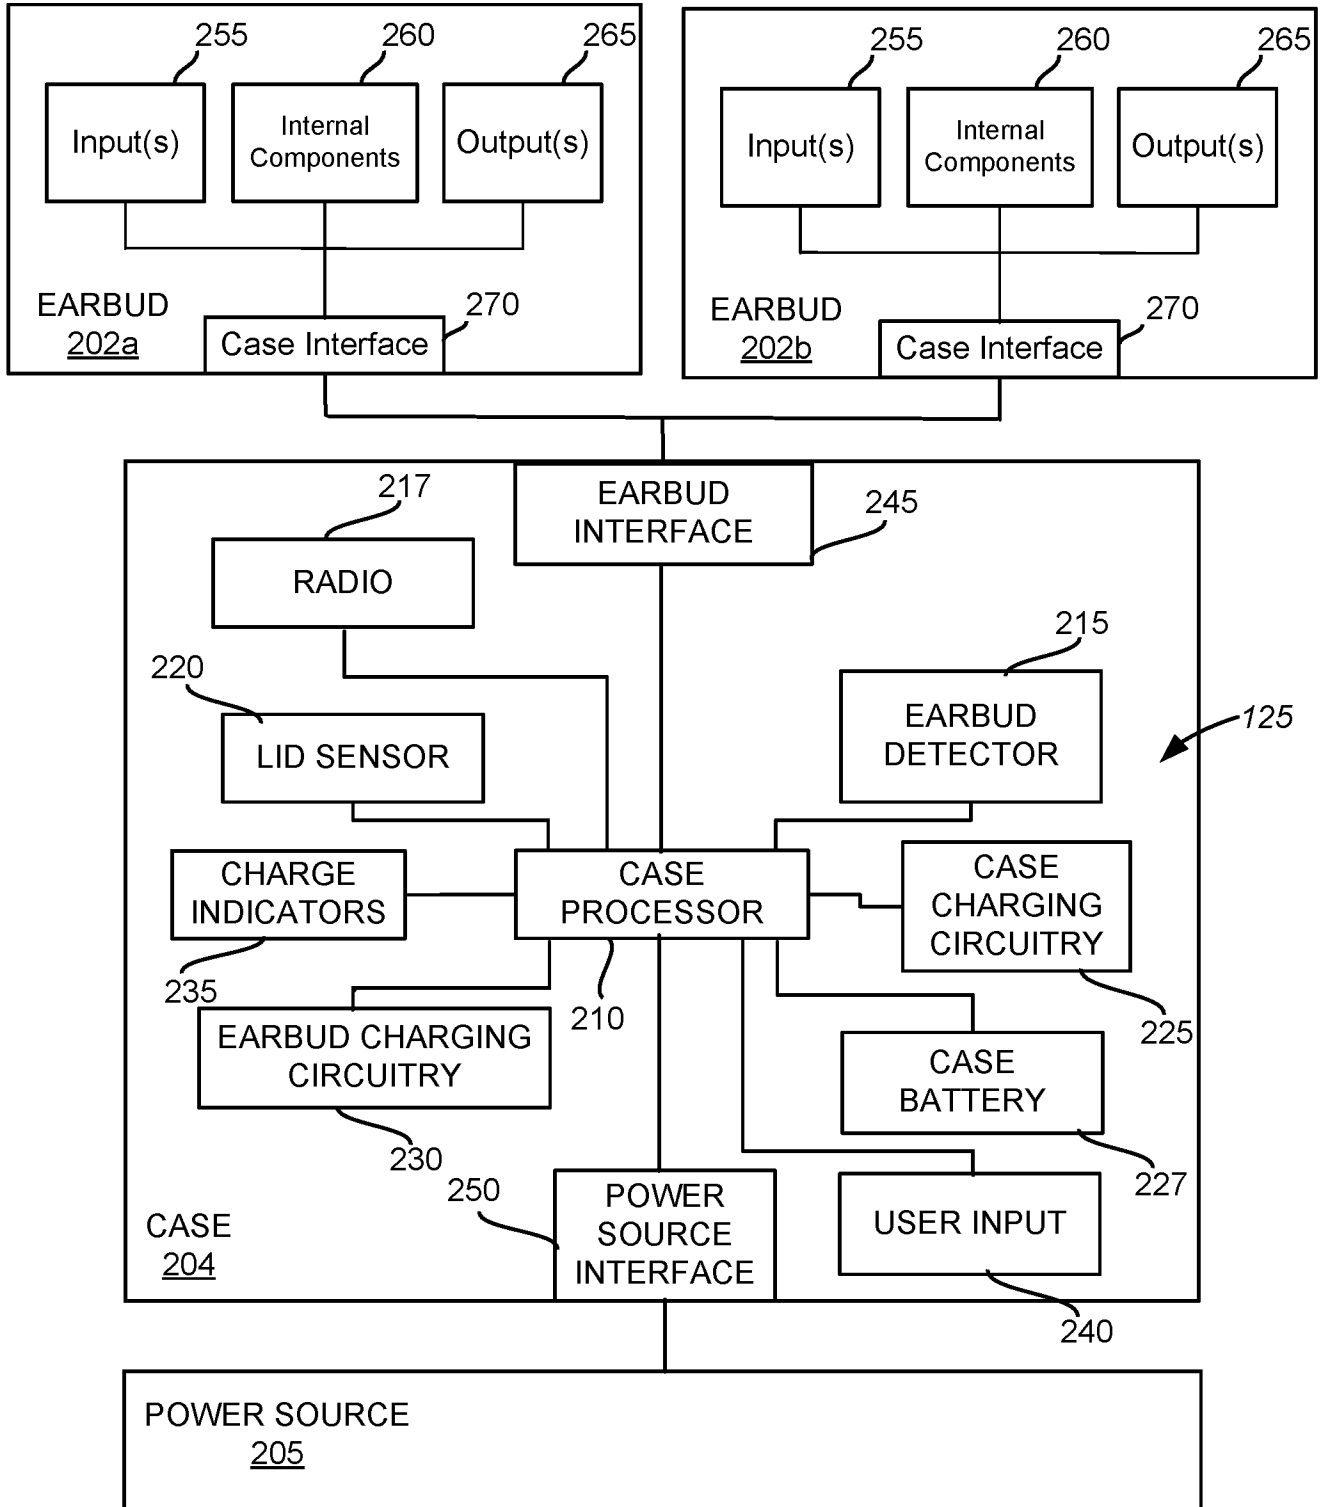 255
260
265
Input(s)
Internal
Components
Output(s)
EARBUD
202a
270
Case Interface
255
260
265
Input(s)
Internal
Components
Output(s)
EARBUD
202b
270
Case Interface
217
EARBUD
INTERFACE
245
RADIO
215
220
EARBUD
DETECTOR
125
LID SENSOR
CHARGE
INDICATORS
CASE
PROCESSOR
CASE
CHARGING
CIRCUITRY
235
210
225
EARBUD CHARGING
CIRCUITRY
CASE
BATTERY
230
227
250
POWER
SOURCE
INTERFACE
USER INPUT
CASE
204
240
POWER SOURCE
205